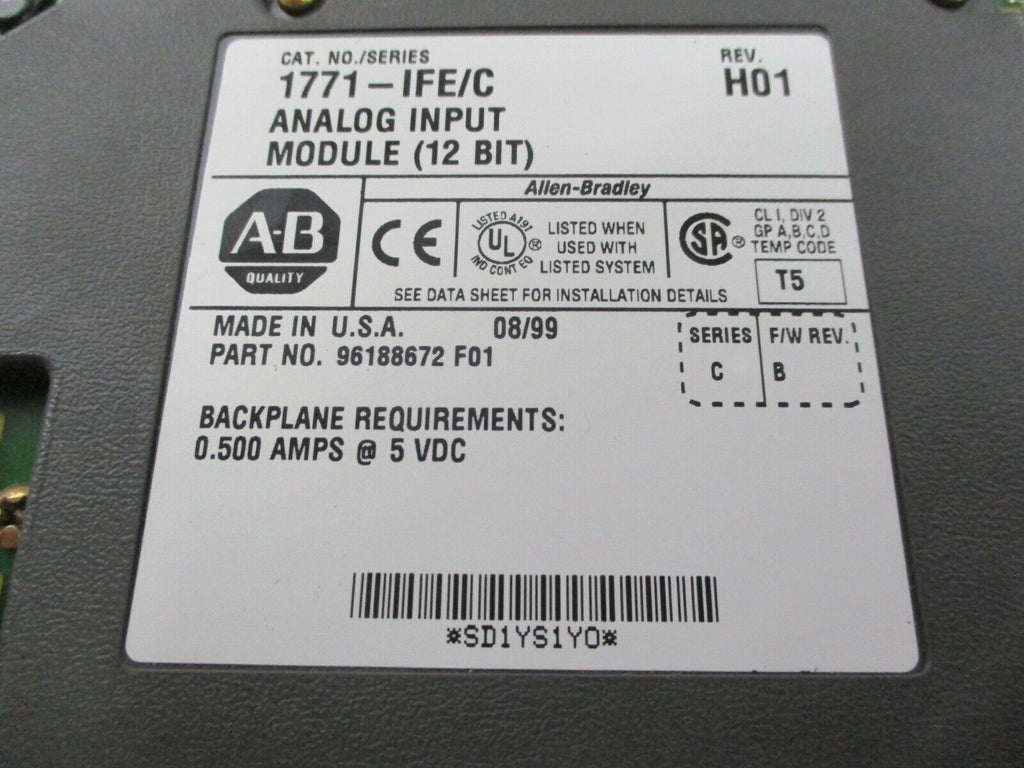 CAT. NO./SERIES
1771-IFE/C
REV.
H01
ANALOG INPUT
MODULE (12 BIT)
Allen-Bradley
A-B
QUALITY
CE
LISTED A191
UL
IND CONT EQ
®
LISTED WHEN
USED WITH
LISTED SYSTEM
SA ®
CL I, DIV 2
GP A,B,C,D
TEMP CODE
T5
SEE DATA SHEET FOR INSTALLATION DETAILS
MADE IN U.S.A. 08/99
PART NO. 96188672 F01
SERIES F/W REV.
C B
BACKPLANE REQUIREMENTS:
0.500 AMPS @ 5 VDC
*SD1YS1YO*